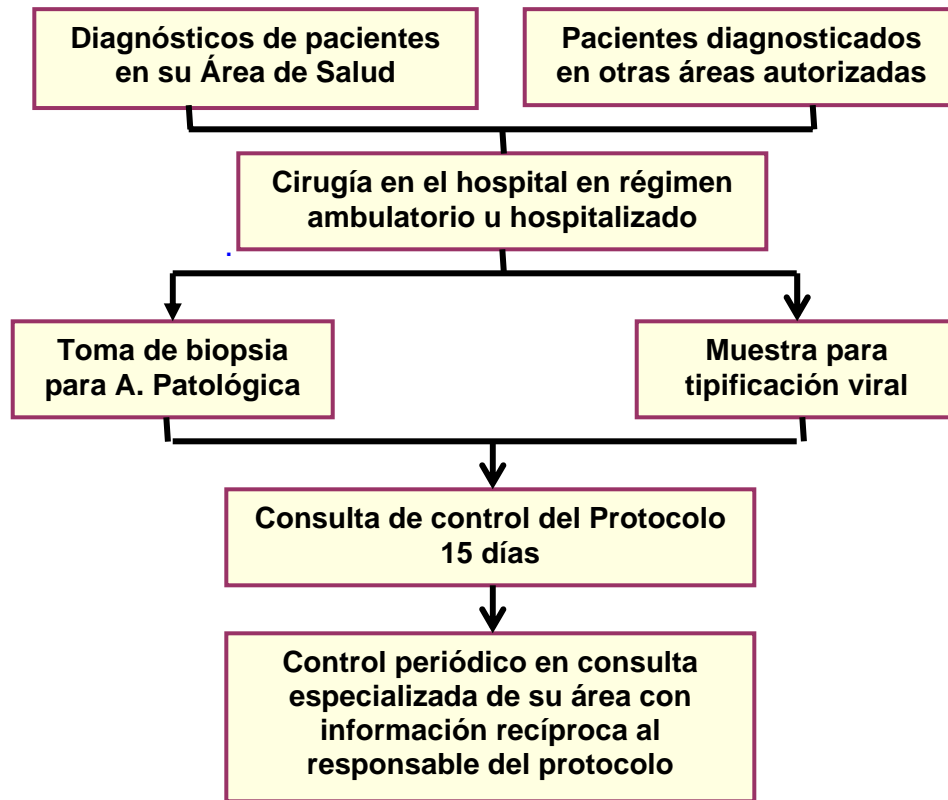 Diagnósticos de pacientes
en su Área de Salud
Pacientes diagnosticados
en otras áreas autorizadas
Cirugía en el hospital en régimen
ambulatorio u hospitalizado
.
Toma de biopsia
para A. Patológica
Muestra para
tipificación viral
Consulta de control del Protocolo
15 días
Control periódico en consulta
especializada de su área con
información recíproca al
responsable del protocolo